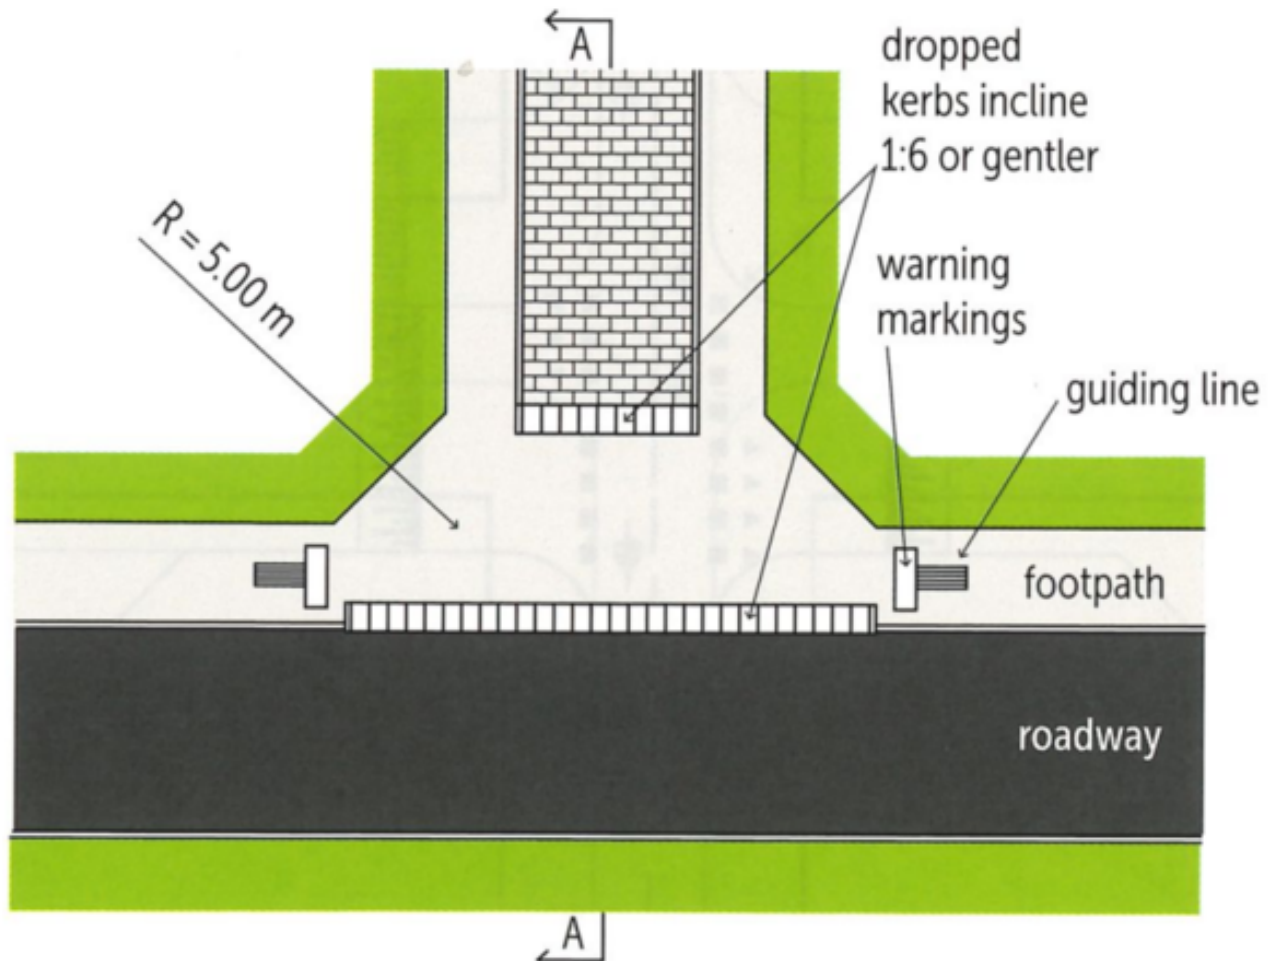 A
dropped
kerbs incline
1:6 or gentler
R = 5.00 m
warning
markings
guiding line
footpath
roadway
A